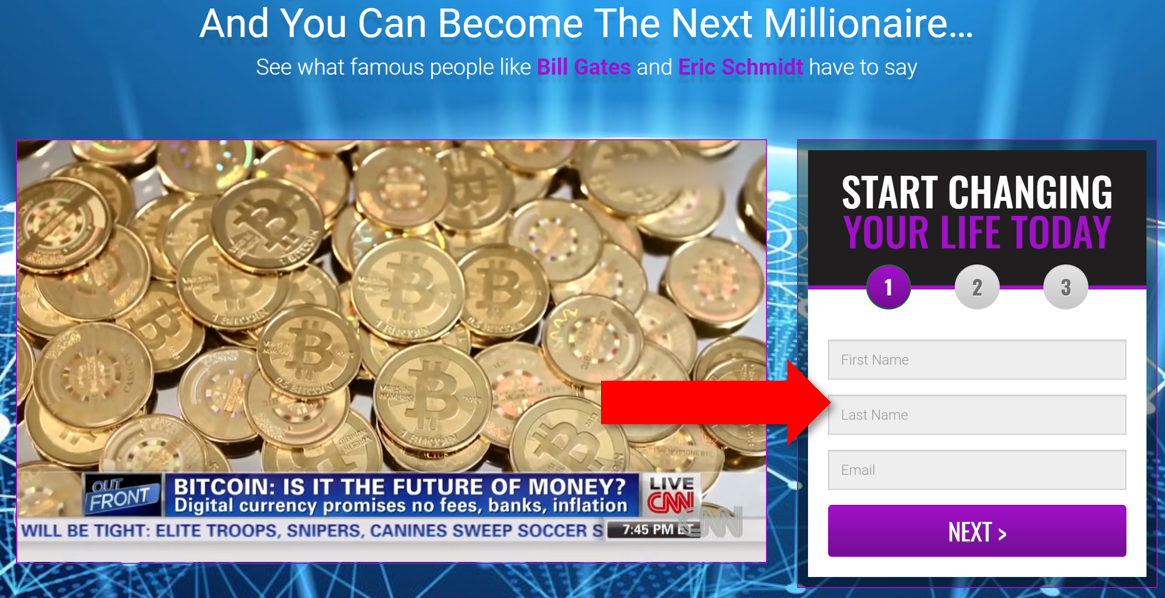 And You Can Become The Next Millionaire...
See what famous people like Bill Gates and Eric Schmidt have to say
START CHANGING
YOUR LIFE TODAY
1 2 3
First Name
Last Name
Email
NEXT >
OUT
FRONT
BITCOIN: IS IT THE FUTURE OF MONEY?
Digital currency promises no fees, banks, inflation
LIVE
CNN
WILL BE TIGHT: ELITE TROOPS, SNIPERS, CANINES SWEEP SOCCER S
7:45 PM ET
CNN